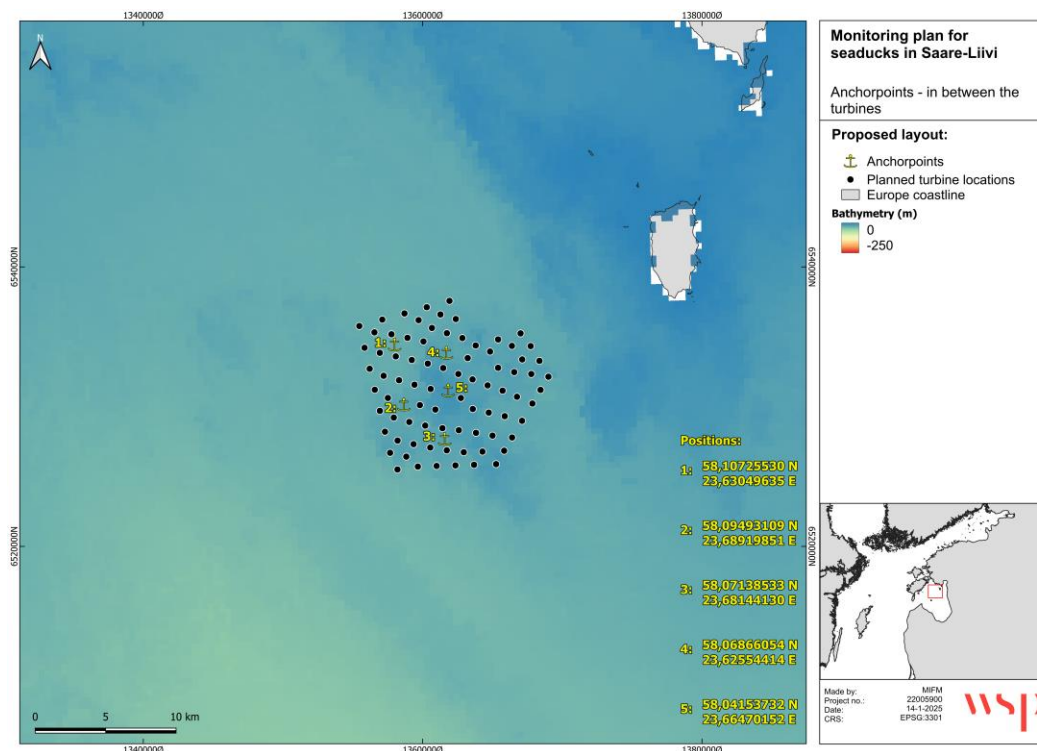 1340000Ø
1360000Ø
1380000Ø
N
6540000N
6540000N
6520000N
6520000N
1:
4:
5:
2:
3:
Positions:
1: 58,10725530 N
23,63049635 E
2: 58,09493109 N
23,68919851 E
3: 58,07138533 N
23,68144130 E
4: 58,06866054 N
23,62554414 E
5: 58,04153732 N
23,66470152 E
0 5 10 km
1340000Ø
1360000Ø
1380000Ø
Monitoring plan for
seaducks in Saare-Liivi
Anchorpoints - in between the
turbines
Proposed layout:
Anchorpoints
Planned turbine locations
Europe coastline
Bathymetry (m)
0
-250
Made by: MIFM
Project no.: 22005900
Date: 14-1-2025
CRS: EPSG:3301
wsp